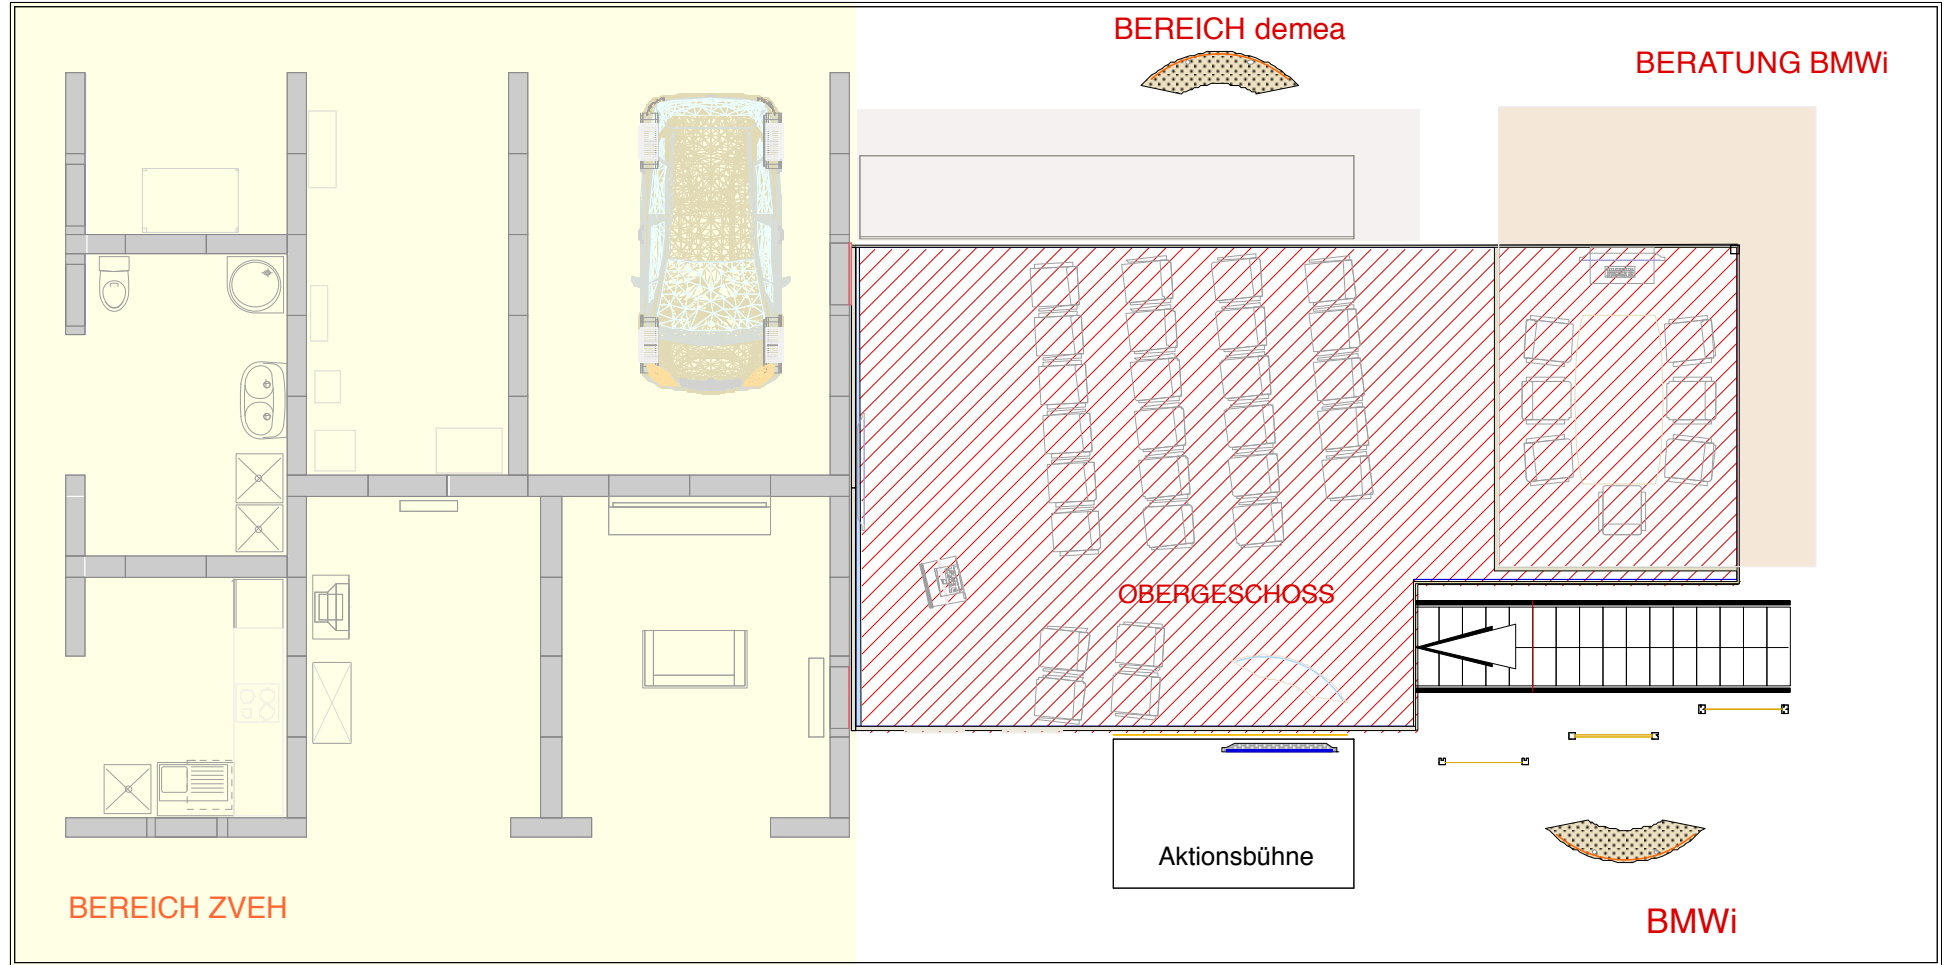 BEREICH demea
BERATUNG BMWi
OBERGESCHOSS
Aktionsbühne
BEREICH ZVEH
BMWi